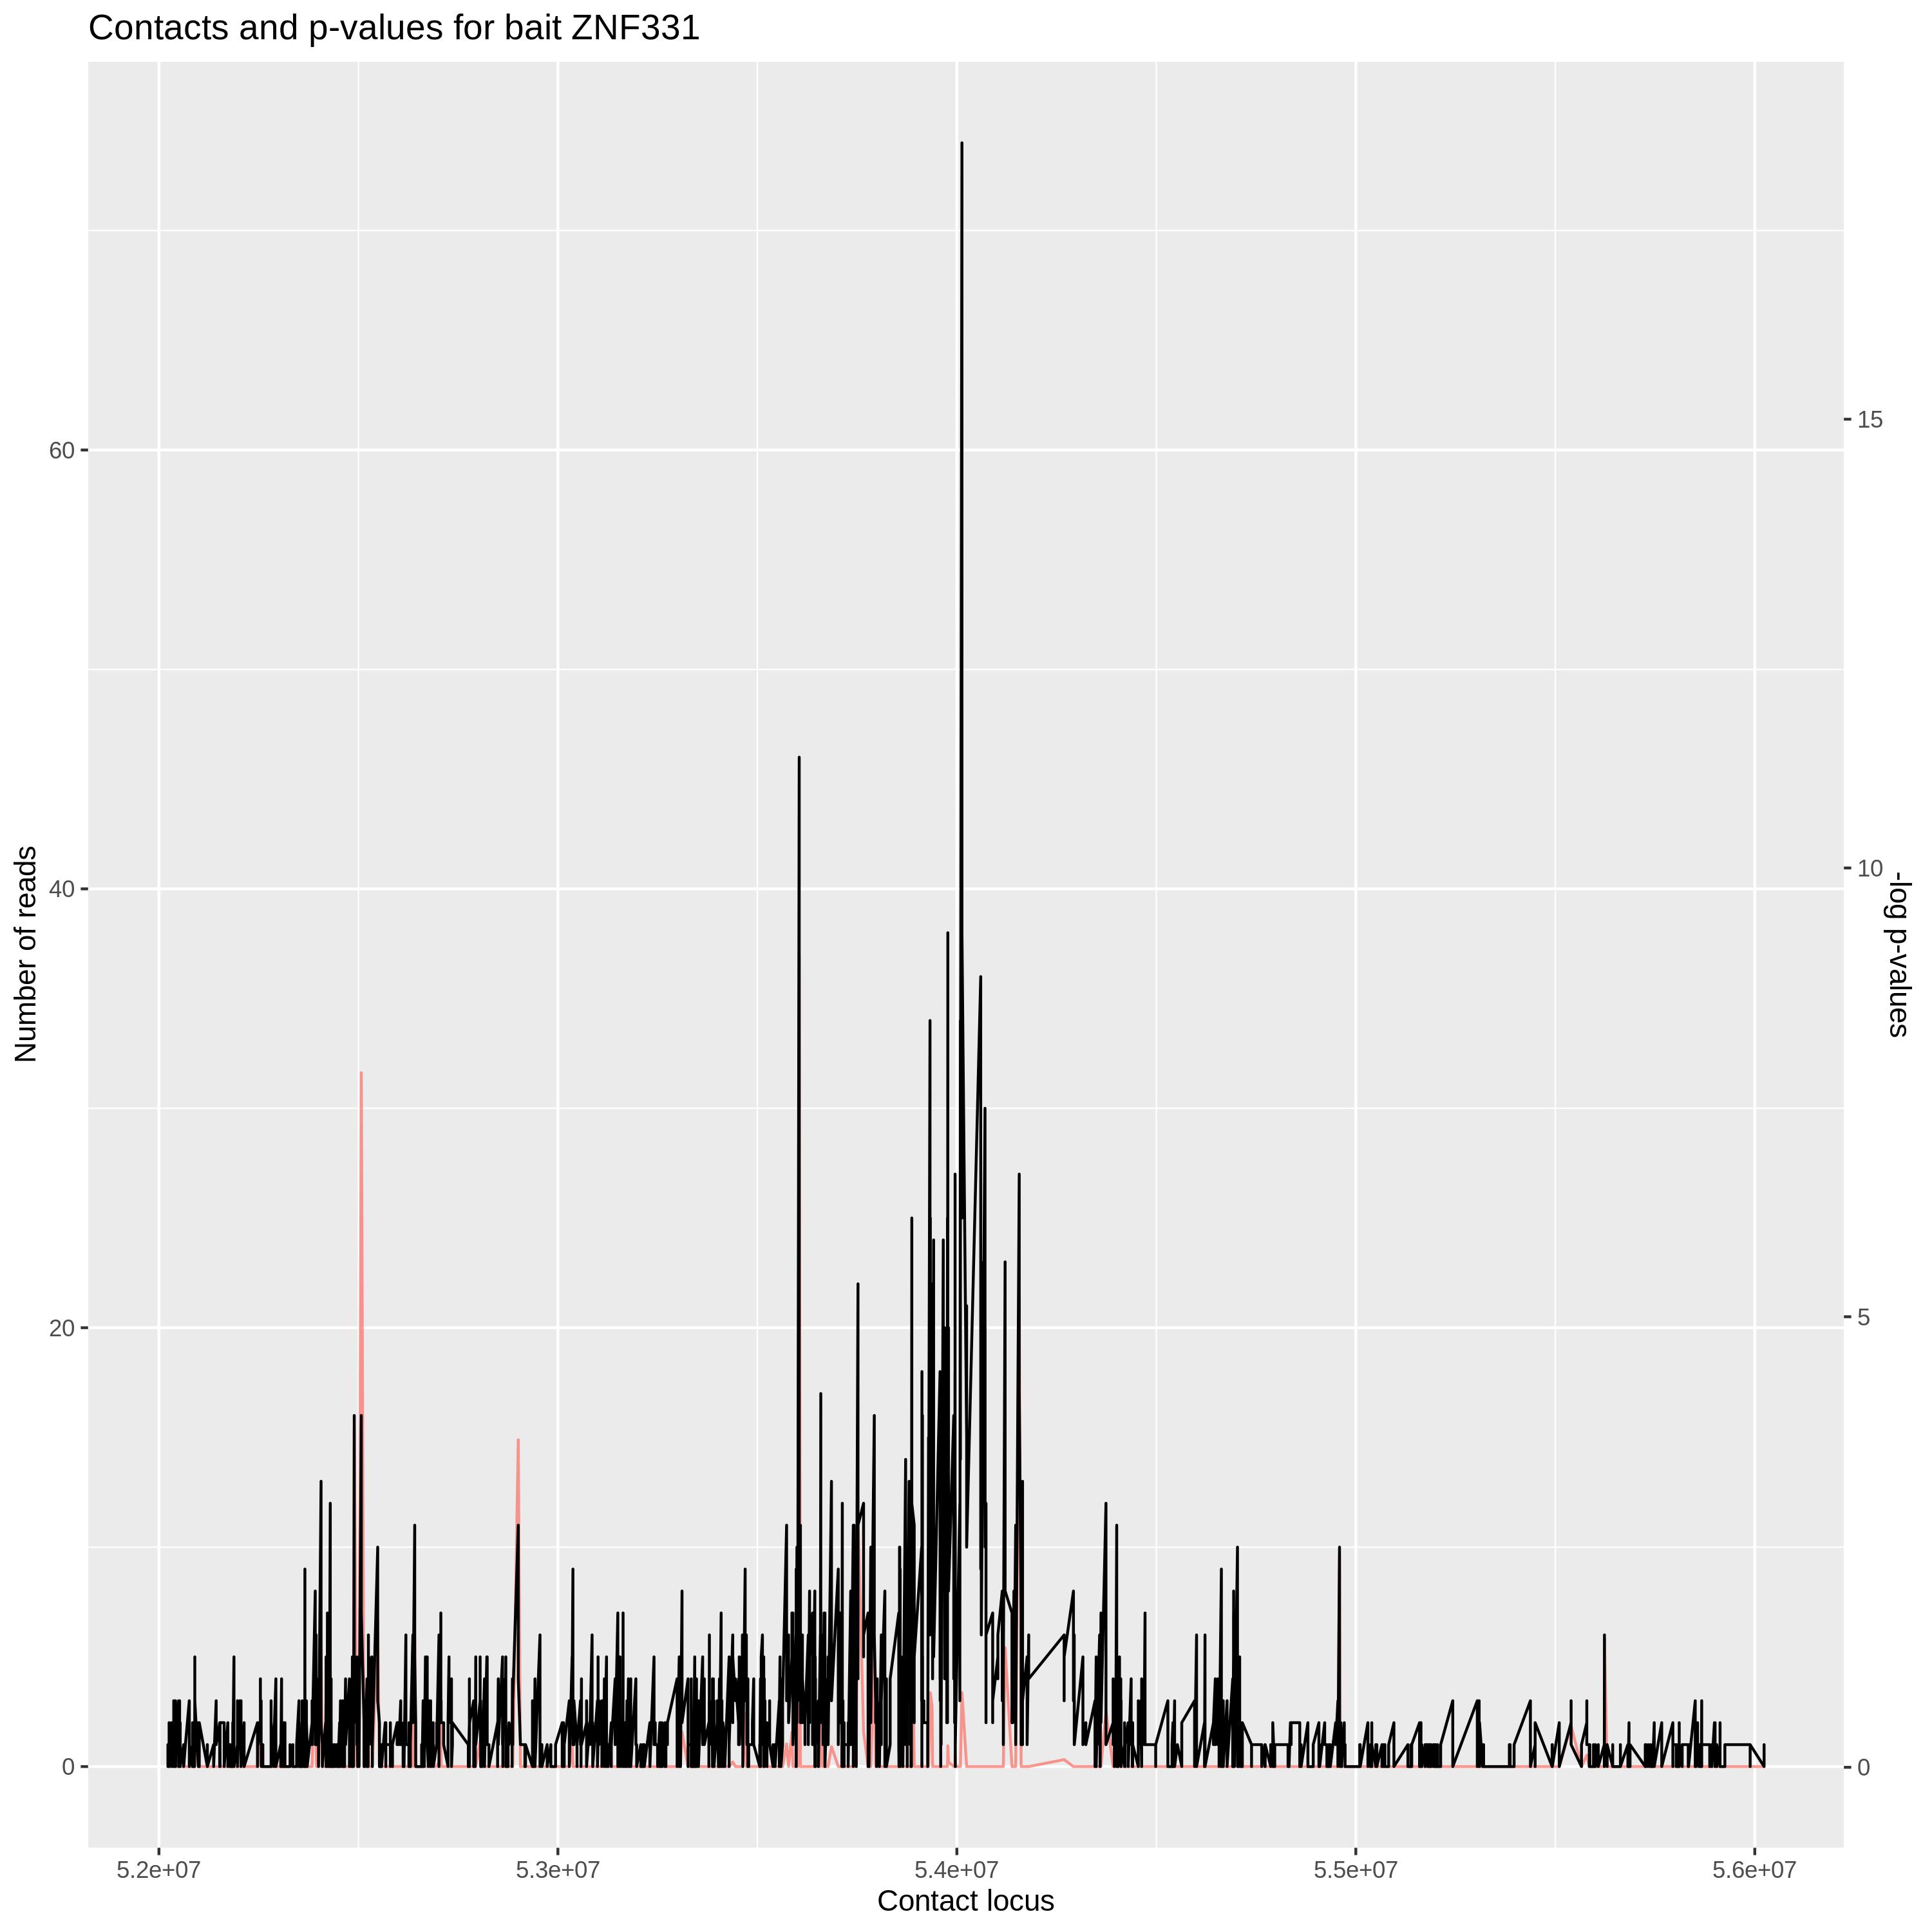 Contacts and p-values for bait ZNF331
Number of reads
60
40
20
0
15
10
5
0
-log p-values
5.2e+07
5.3e+07
5.4e+07
5.5e+07
5.6e+07
Contact locus